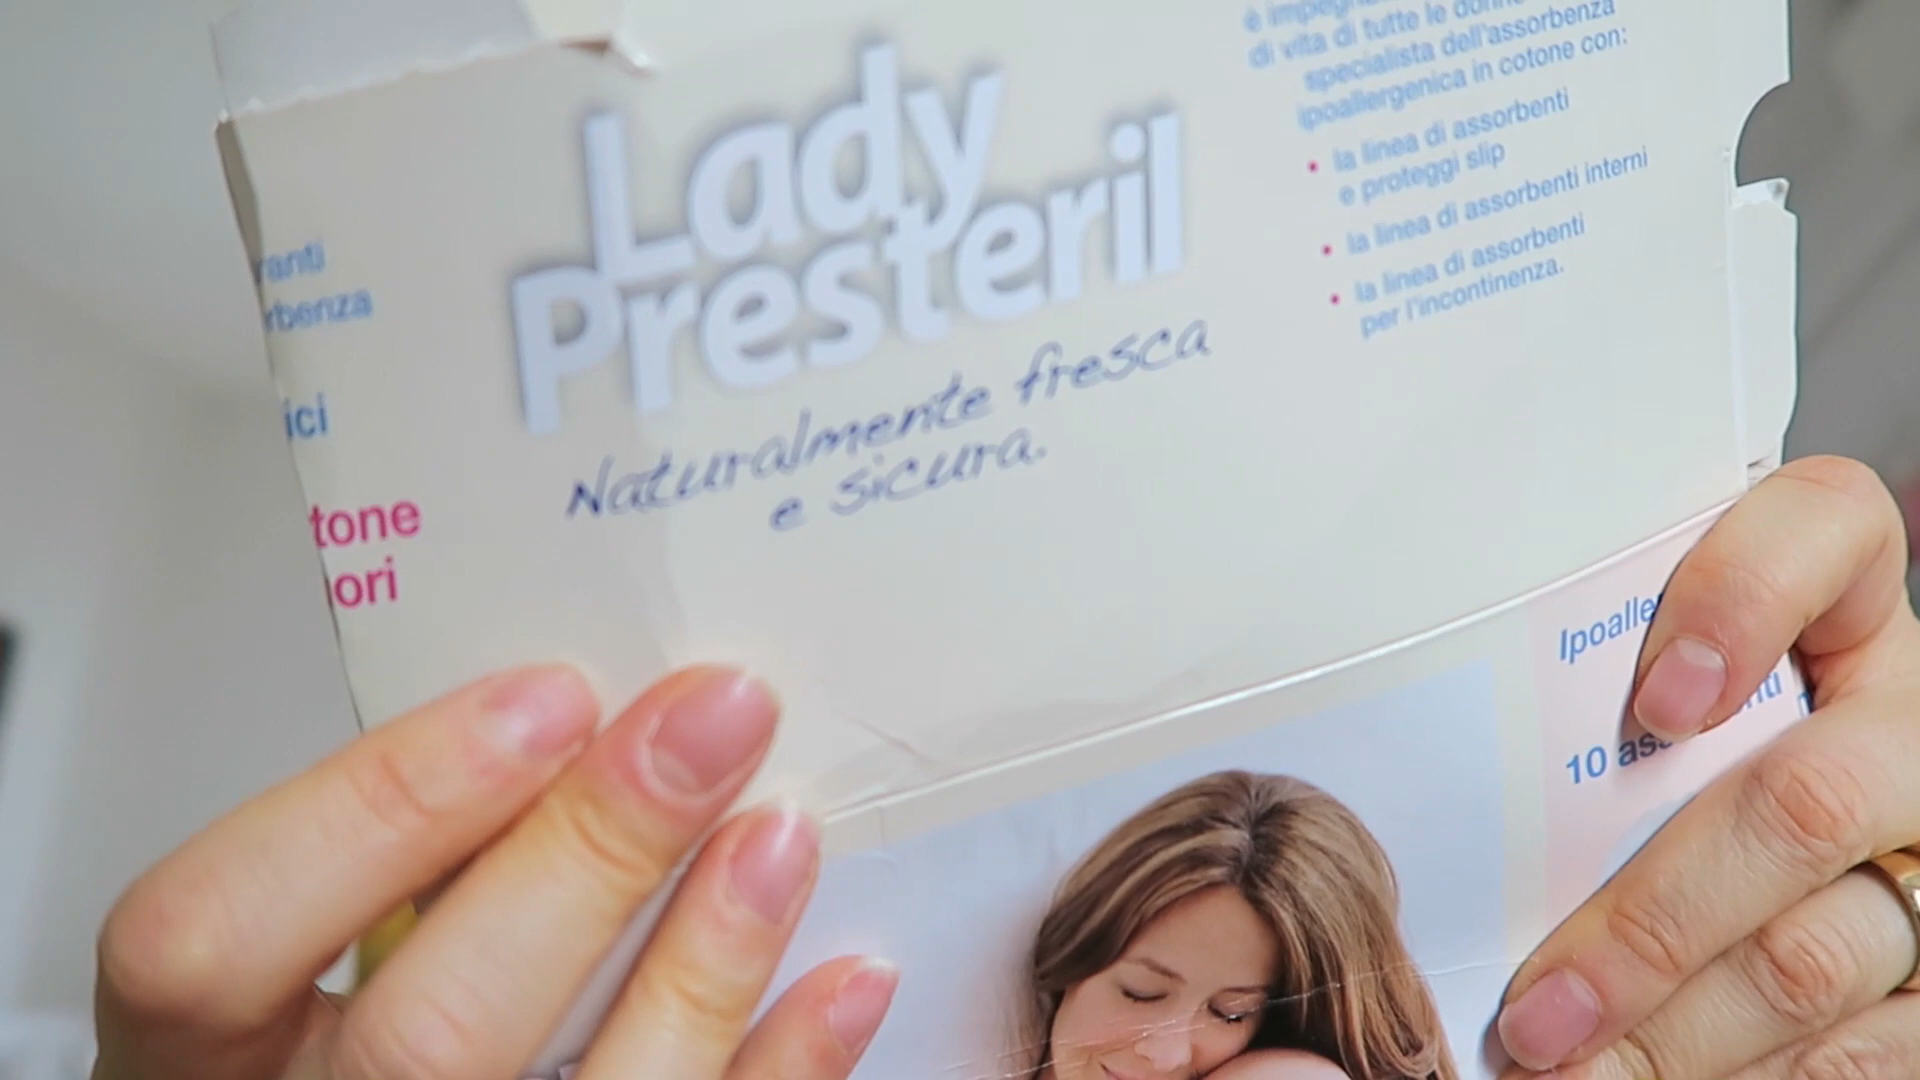 di vita di tutte le donne
specialista dell'assorbenza
ipoallergenica in cotone con:
• la linea di assorbenti
e proteggi slip
• la linea di assorbenti interni
• la linea di assorbenti
per l'incontinenza.
Lady
Presteril
Naturalmente fresca
e sicura.
ranti
rbenza
ici
tone
ori
Ipoalle
nti
10 ass